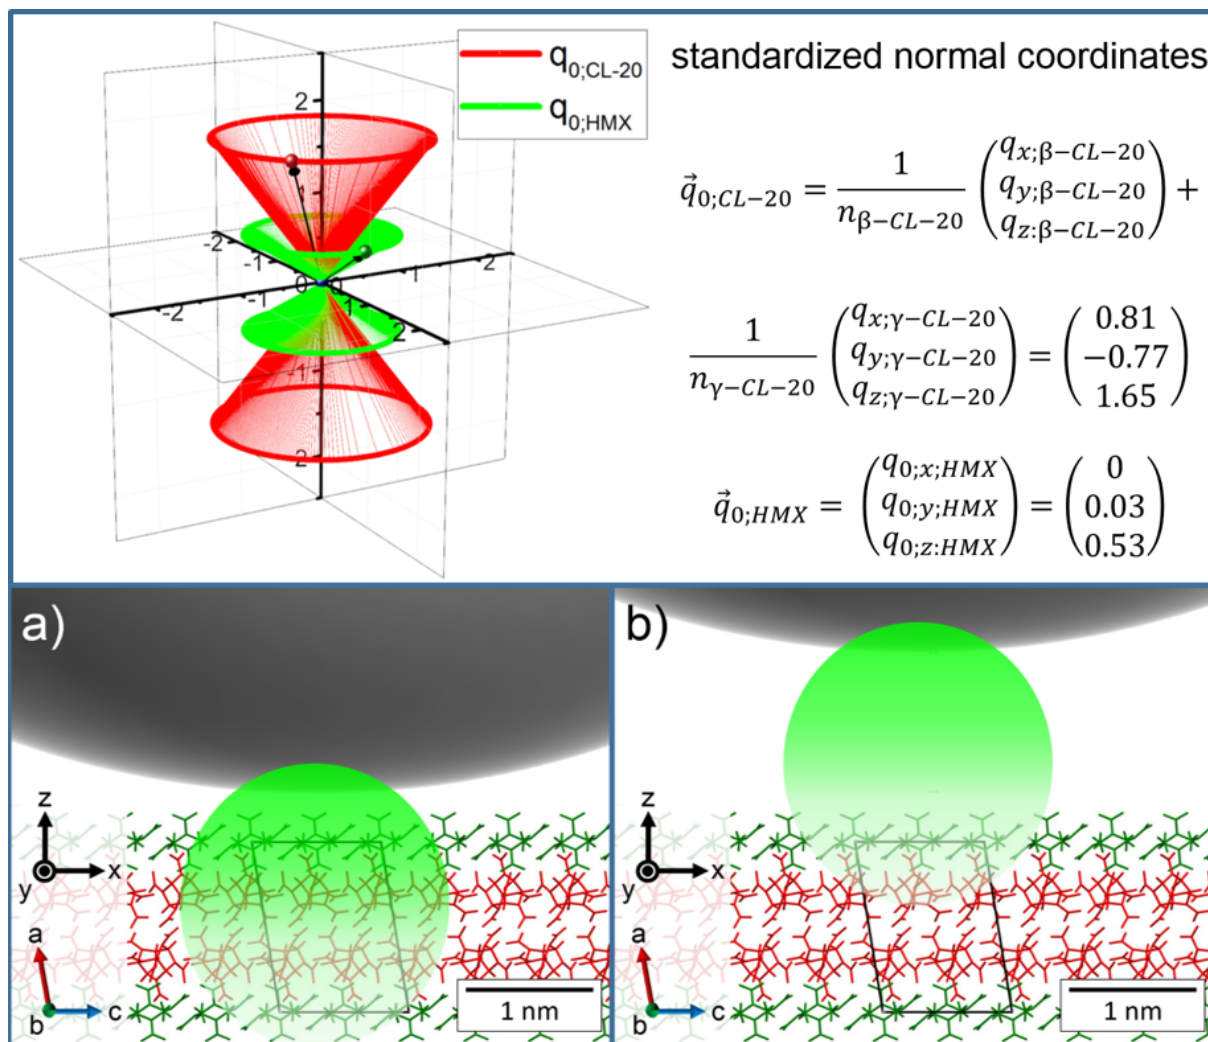 q0;CL-20
q0;HMX
standardized normal coordinates
2
1
-2
-1
0
0
1
2
-2
-1
1
2
-1
2
q⃗0;CL-20 = 1/nβ−CL−20 (qx;β−CL−20 qy;β−CL−20 qz:β−CL−20) +
1/nγ−CL−20 (qx;γ−CL−20 qy;γ−CL−20 qz;γ−CL−20) = (0.81 −0.77 1.65)
q⃗0;HMX = (q0;x;HMX q0;y;HMX q0;z:HMX) = (0 0.03 0.53)
a)
z
x
y
a
b
c
1 nm
b)
z
x
y
a
b
c
1 nm